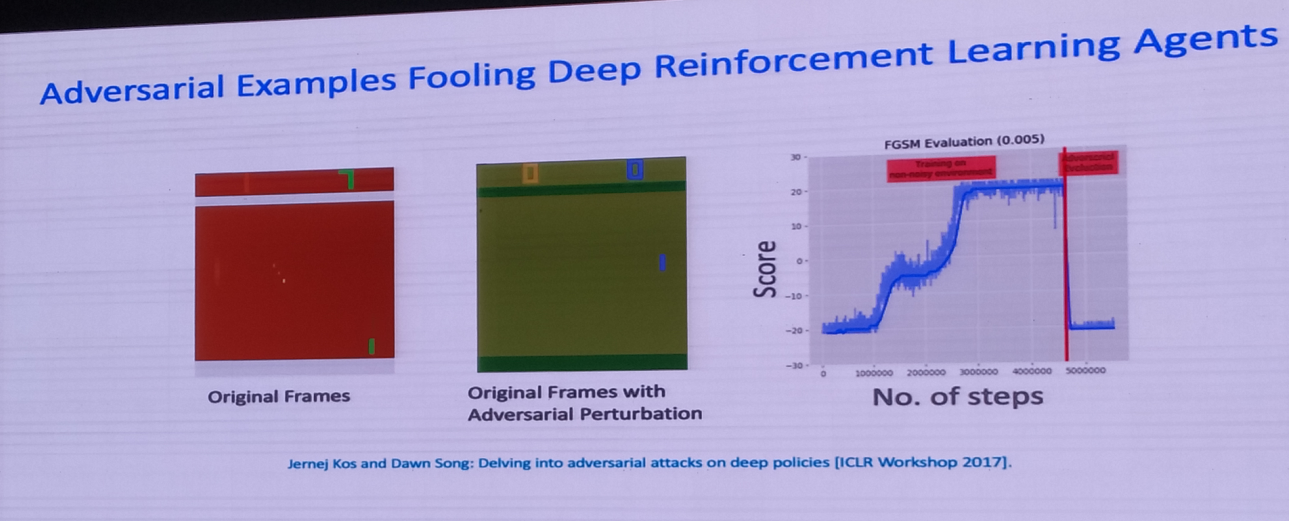 Adversarial Examples Fooling Deep Reinforcement Learning Agents
Original Frames
Original Frames with
Adversarial Perturbation
FGSM Evaluation (0.005)
Training on
non-noisy environment
Adversarial
Evaluation
Score
30
20
10
0
−10
−20
−30
0
1000000
2000000
3000000
4000000
5000000
No. of steps
Jernej Kos and Dawn Song: Delving into adversarial attacks on deep policies [ICLR Workshop 2017].